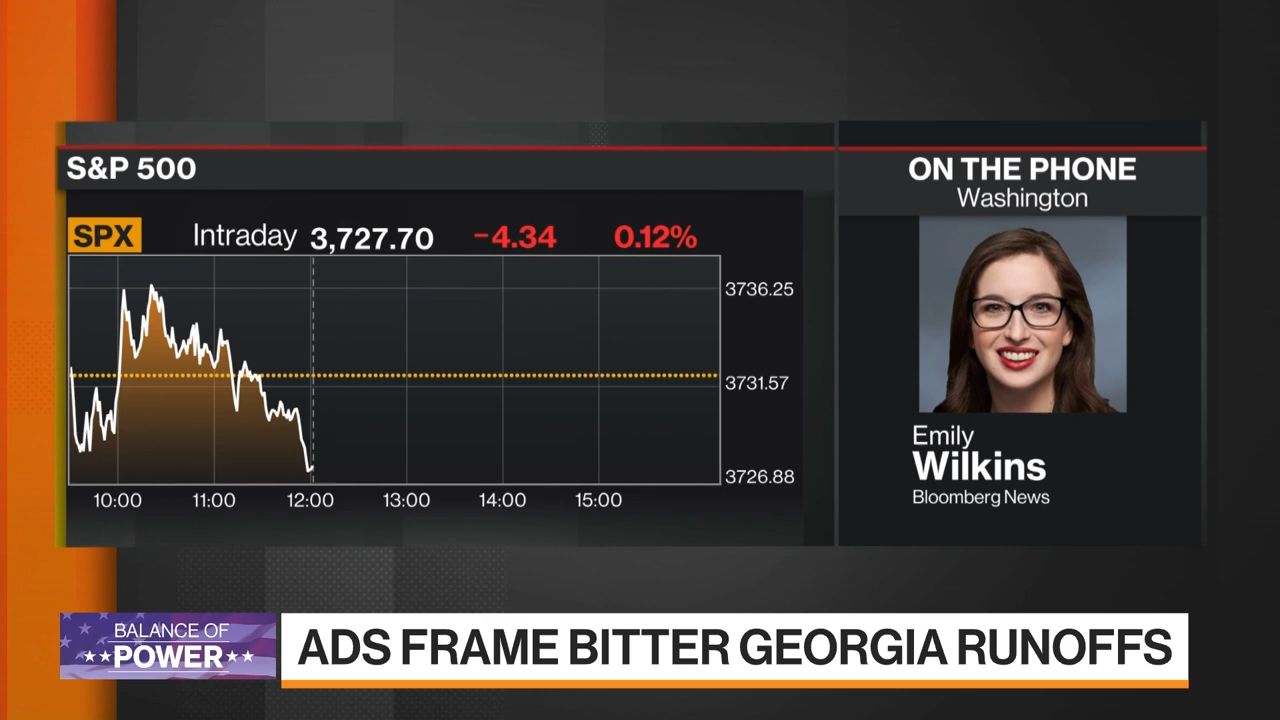 S&P 500
SPX Intraday 3,727.70 −4.34 0.12%
3736.25
3731.57
3726.88
10:00 11:00 12:00 13:00 14:00 15:00
ON THE PHONE
Washington
Emily
Wilkins
Bloomberg News
BALANCE OF
POWER
ADS FRAME BITTER GEORGIA RUNOFFS